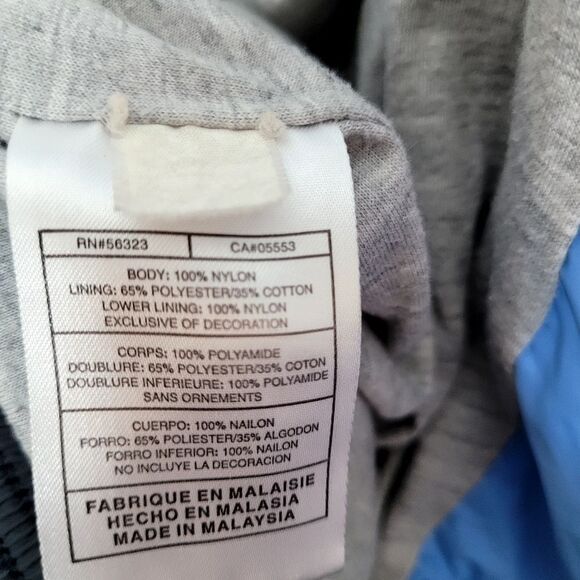 RN#56323 CA#05553
BODY: 100% NYLON
LINING: 65% POLYESTER/35% COTTON
LOWER LINING: 100% NYLON
EXCLUSIVE OF DECORATION
CORPS: 100% POLYAMIDE
DOUBLURE: 65% POLYESTER/35% COTON
DOUBLURE INFERIEURE: 100% POLYAMIDE
SANS ORNEMENTS
CUERPO: 100% NAILON
FORRO: 65% POLIESTER/35% ALGODON
FORRO INFERIOR: 100% NAILON
NO INCLUYE LA DECORACION
FABRIQUE EN MALAISIE
HECHO EN MALASIA
MADE IN MALAYSIA